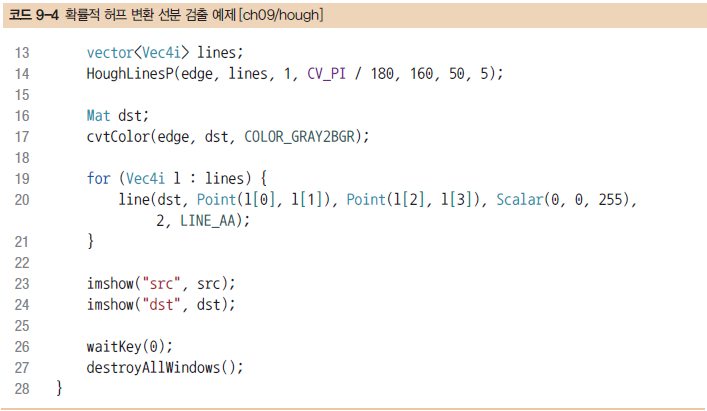 코드 9-4 확률적 허프 변환 선분 검출 예제 [ch09/hough]
13 vector<Vec4i> lines;
14 HoughLinesP(edge, lines, 1, CV_PI / 180, 160, 50, 5);
15
16 Mat dst;
17 cvtColor(edge, dst, COLOR_GRAY2BGR);
18
19 for (Vec4i l : lines) {
20 line(dst, Point(l[0], l[1]), Point(l[2], l[3]), Scalar(0, 0, 255),
2, LINE_AA);
21 }
22
23 imshow("src", src);
24 imshow("dst", dst);
25
26 waitKey(0);
27 destroyAllWindows();
28 }